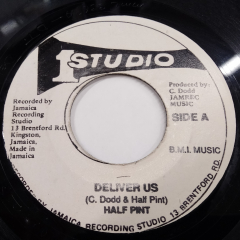 1 STUDIO
Recorded by
Jamaica
Recording
Studio
13 Brentford Rd.
Kingston,
Jamaica.
Made in
Jamaica
Produced by:
C. Dodd
JAMREC
MUSIC
SIDE A
B.M.I. MUSIC
DELIVER US
(C. Dodd & Half Pint)
HALF PINT
BY JAMAICA RECORDING STUDIO 13 BRENTFORD RD.